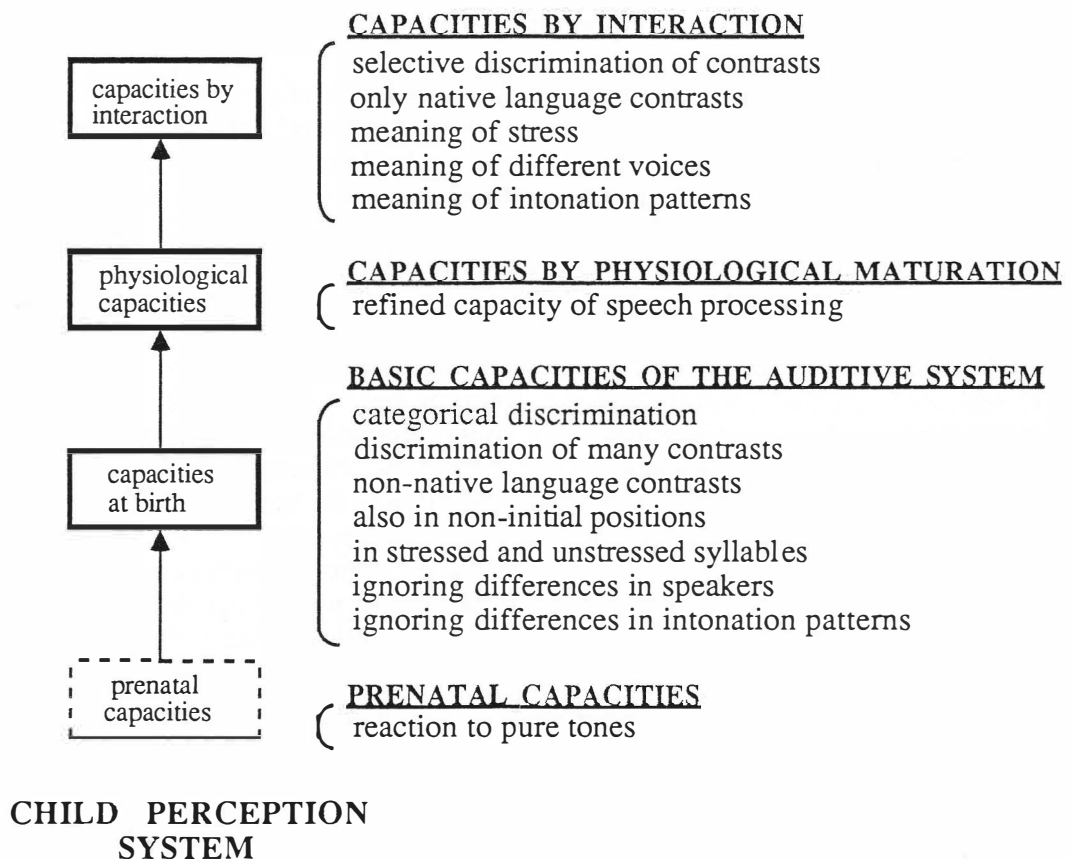 CAPACITIES BY INTERACTION
capacities by
interaction
selective discrimination of contrasts
only native language contrasts
meaning of stress
meaning of different voices
meaning of intonation patterns
physiological
capacities
CAPACITIES BY PHYSIOLOGICAL MATURATION
refined capacity of speech processing
BASIC CAPACITIES OF THE AUDITIVE SYSTEM
capacities
at birth
categorical discrimination
discrimination of many contrasts
non-native language contrasts
also in non-initial positions
in stressed and unstressed syllables
ignoring differences in speakers
ignoring differences in intonation patterns
prenatal
capacities
PRENATAL CAPACITIES
reaction to pure tones
CHILD PERCEPTION
SYSTEM